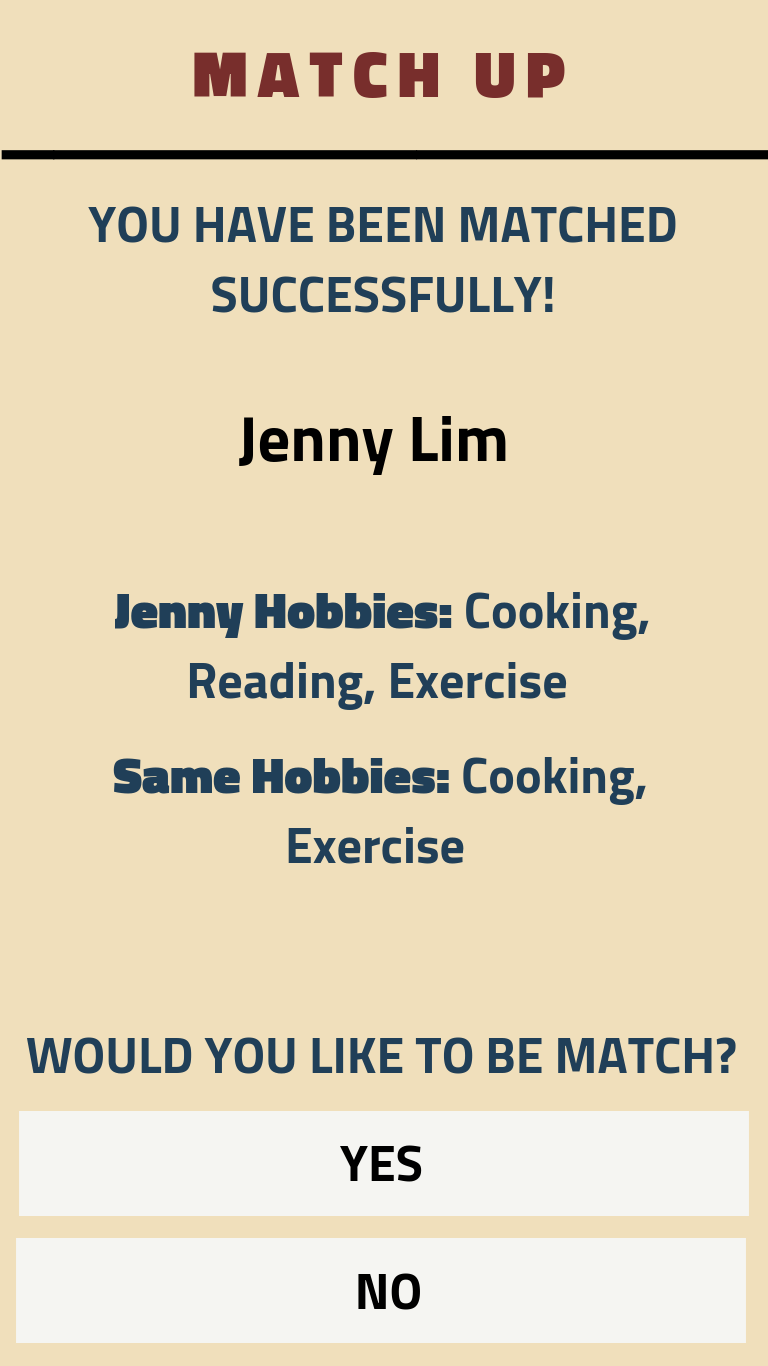 MATCH UP
YOU HAVE BEEN MATCHED
SUCCESSFULLY!
Jenny Lim
Jenny Hobbies: Cooking,
Reading, Exercise
Same Hobbies: Cooking,
Exercise
WOULD YOU LIKE TO BE MATCH?
YES
NO